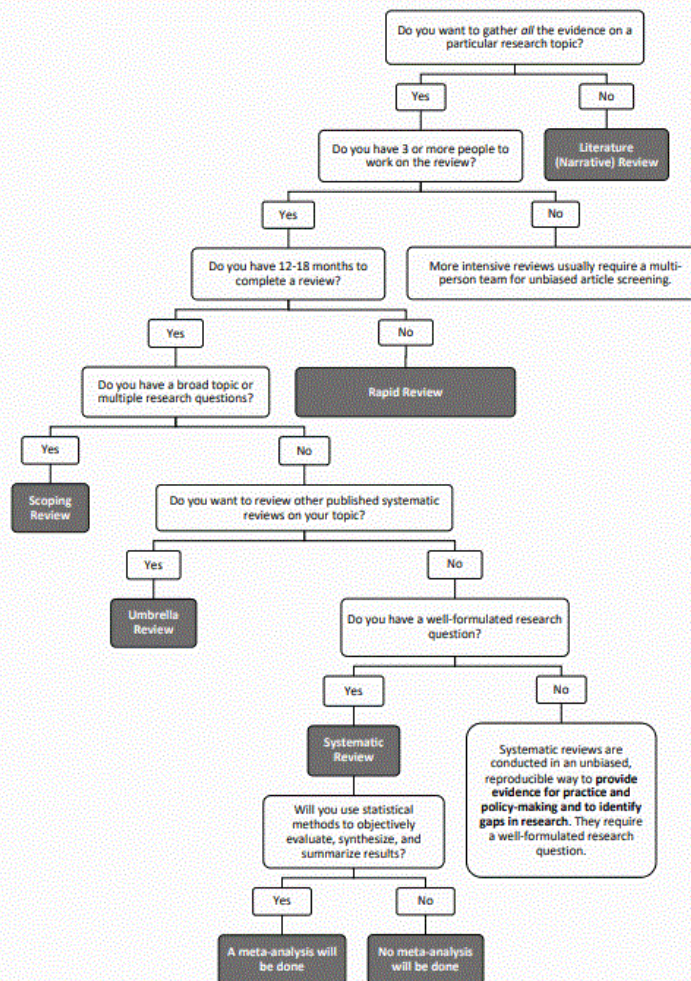 Do you want to gather all the evidence on a
particular research topic?
Yes
No
Do you have 3 or more people to
work on the review?
Literature
(Narrative) Review
Yes
No
Do you have 12-18 months to
complete a review?
More intensive reviews usually require a multi-
person team for unbiased article screening.
Yes
No
Do you have a broad topic or
multiple research questions?
Rapid Review
Yes
No
Scoping
Review
Do you want to review other published systematic
reviews on your topic?
Yes
No
Umbrella
Review
Do you have a well-formulated research
question?
Yes
No
Systematic
Review
Systematic reviews are
conducted in an unbiased,
reproducible way to provide
evidence for practice and
policy-making and to identify
gaps in research. They require
a well-formulated research
question.
Will you use statistical
methods to objectively
evaluate, synthesize, and
summarize results?
Yes
No
A meta-analysis will
be done
No meta-analysis
will be done